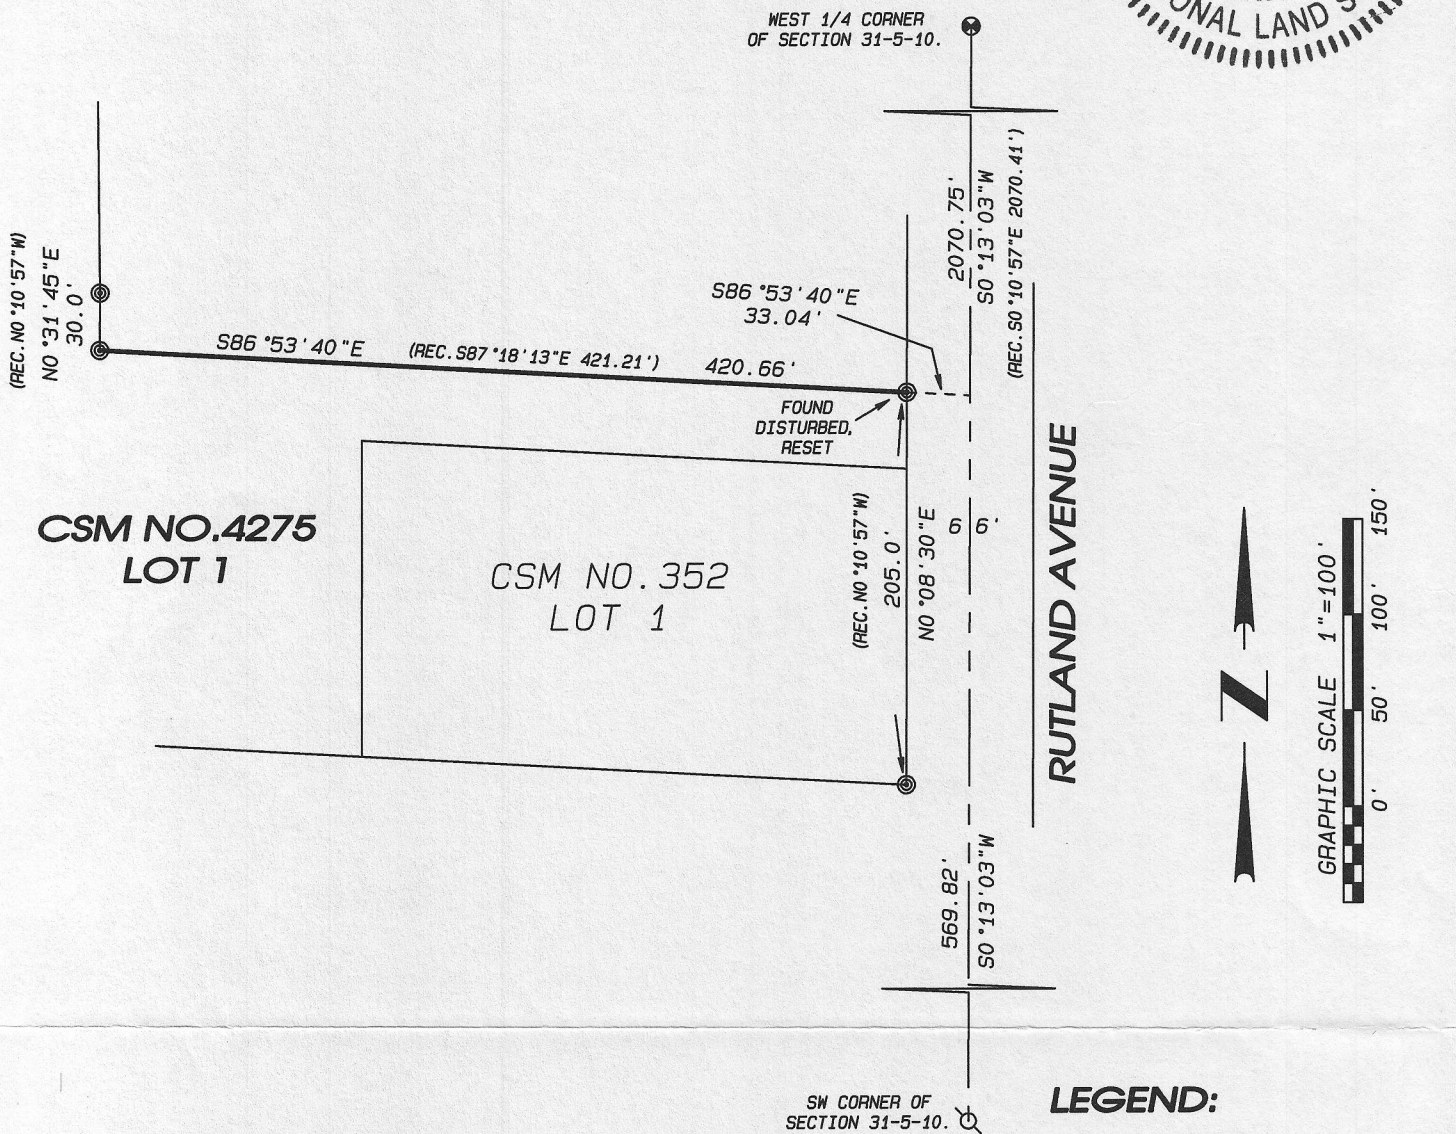 ONAL LAND S
WEST 1/4 CORNER
OF SECTION 31-5-10.
2070.75'
S0°13'03"W
(REC.S0°10'57"E 2070.41')
(REC.N0°10'57"W)
N0°31'45"E
30.0'
S86°53'40"E
33.04'
S86°53'40"E (REC.S87°18'13"E 421.21') 420.66'
FOUND
DISTURBED,
RESET
CSM NO.4275
LOT 1
CSM NO.352
LOT 1
(REC.N0°10'57"W)
205.0'
N0°08'30"E
66'
RUTLAND AVENUE
N
GRAPHIC SCALE 1"=100'
0' 50' 100' 150'
569.82'
S0°13'03"W
SW CORNER OF
SECTION 31-5-10.
LEGEND: